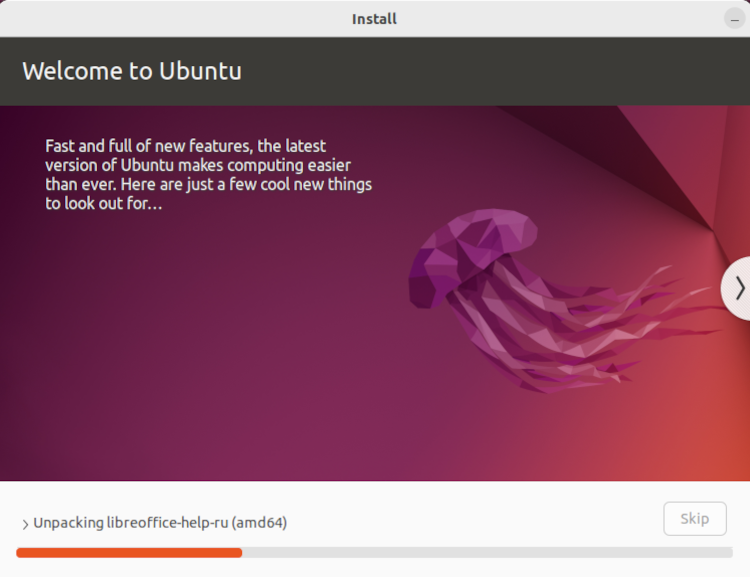 Install
Welcome to Ubuntu
Fast and full of new features, the latest
version of Ubuntu makes computing easier
than ever. Here are just a few cool new things
to look out for…
Unpacking libreoffice-help-ru (amd64)
Skip